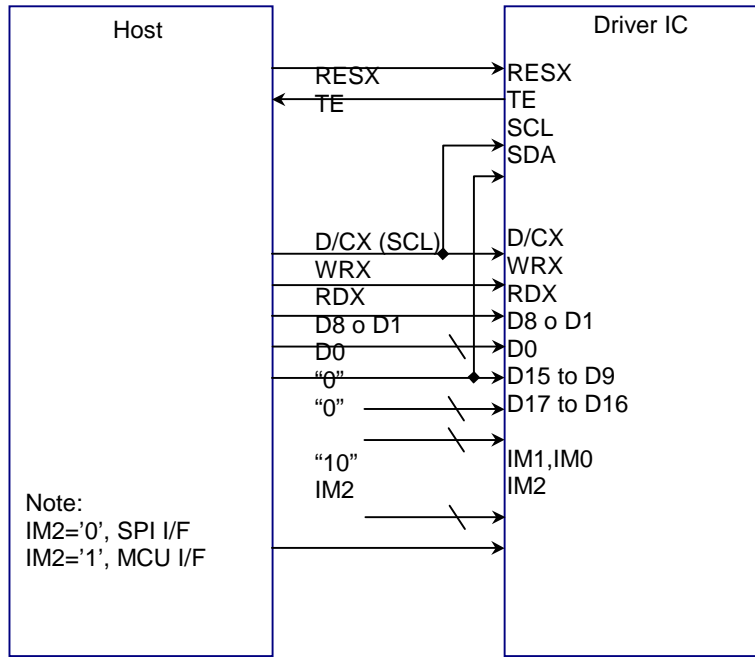 Host
Driver IC
RESX
TE
RESX
TE
SCL
SDA
D/CX (SCL)
WRX
RDX
D8 o D1
D0
“0”
“0”
“10”
IM2
D/CX
WRX
RDX
D8 o D1
D0
D15 to D9
D17 to D16
IM1,IM0
IM2
Note:
IM2=’0’, SPI I/F
IM2=’1’, MCU I/F